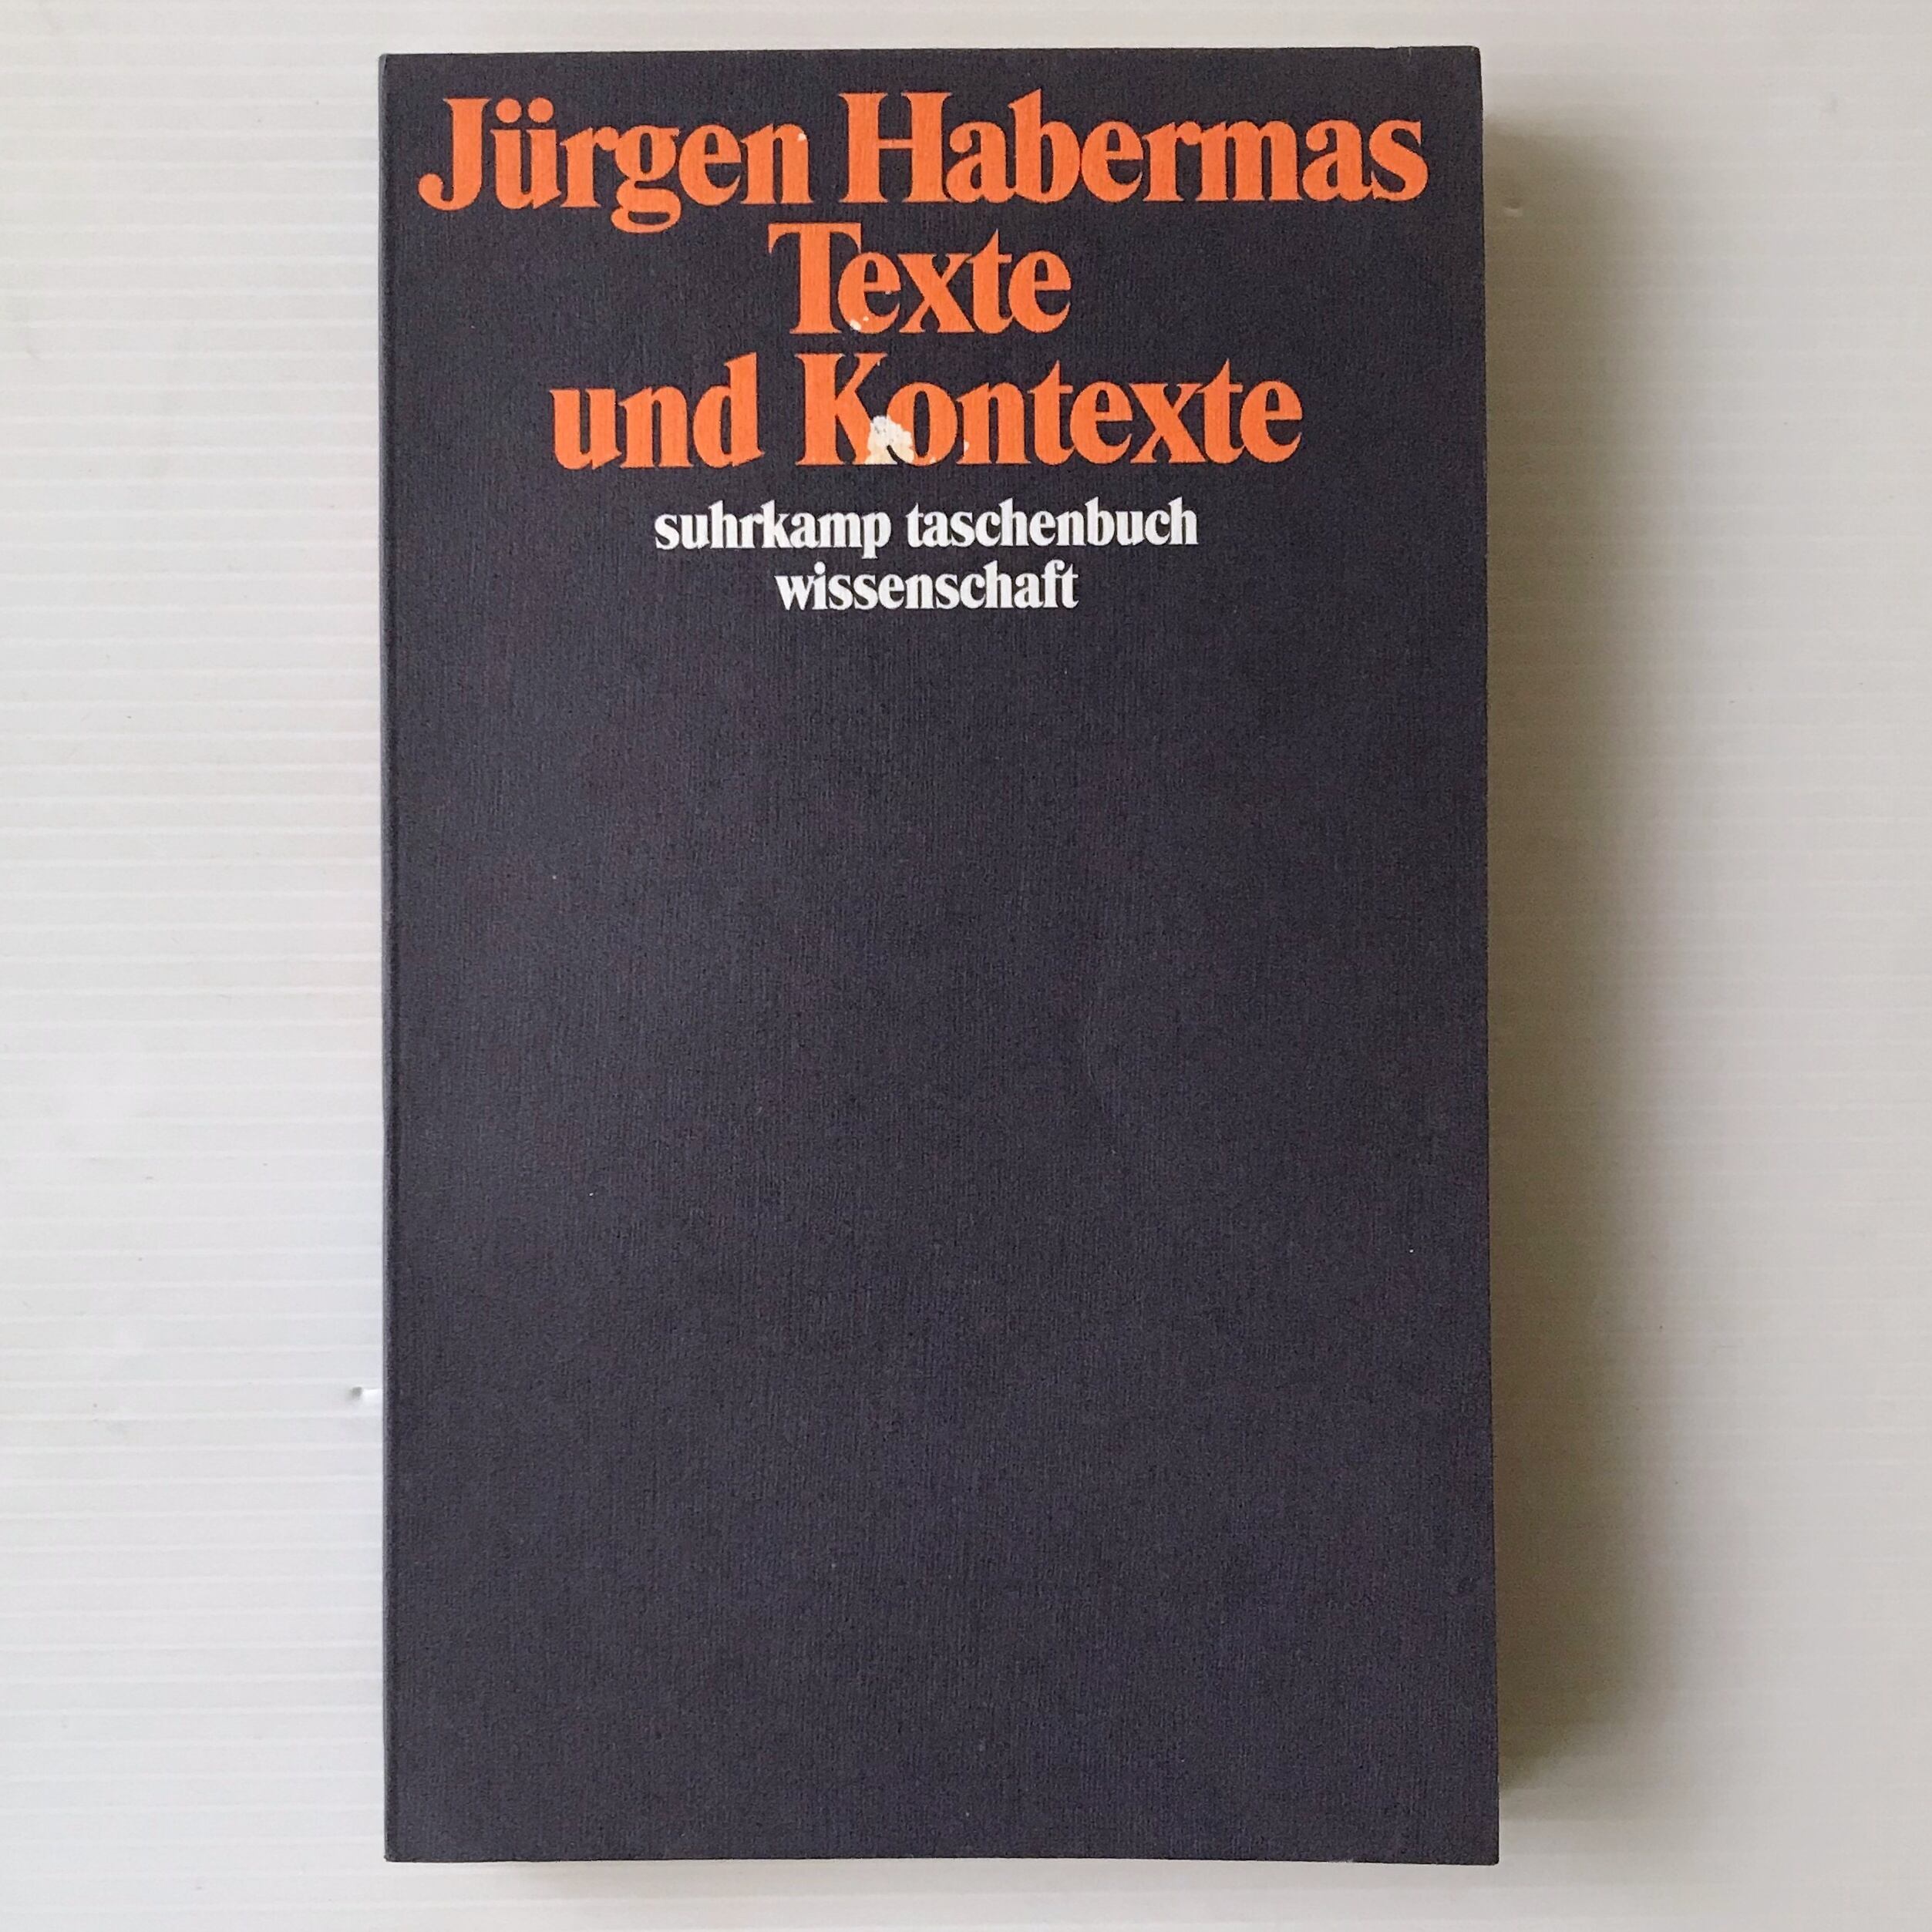 Jürgen Habermas
Texte
und Kontexte
suhrkamp taschenbuch
wissenschaft